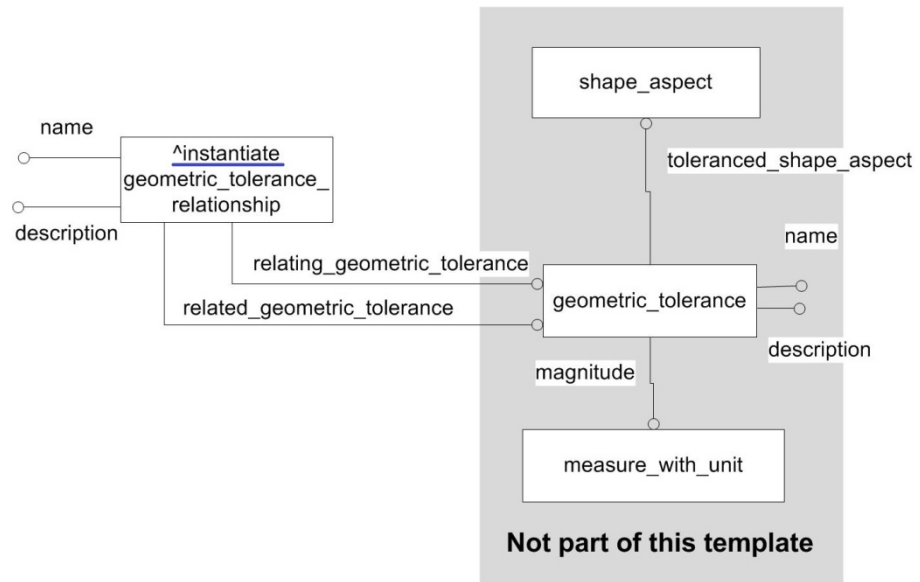 shape_aspect
name
^instantiate
geometric_tolerance_
relationship
toleranced_shape_aspect
description
name
relating_geometric_tolerance
related_geometric_tolerance
geometric_tolerance
description
magnitude
measure_with_unit
Not part of this template